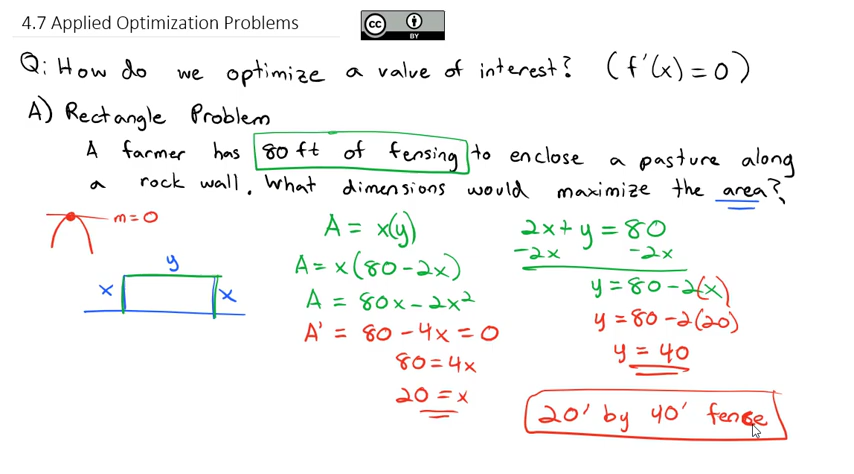 4.7 Applied Optimization Problems
cc
BY
Q: How do we optimize a value of interest? (f'(x) = 0)
A) Rectangle Problem
A farmer has 80 ft of fensing to enclose a pasture along
a rock wall. What dimensions would maximize the area?
m = 0
y
x
x
A = x(y)
A = x(80 - 2x)
A = 80x - 2x²
A' = 80 - 4x = 0
80 = 4x
20 = x
2x + y = 80
-2x -2x
y = 80 - 2(x)
y = 80 - 2(20)
y = 40
20' by 40' fence